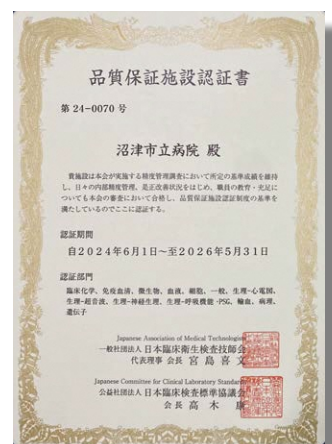 品質保証施設認証書
第 24-0070 号
沼津市立病院 殿
貴施設は本会が実施する精度管理調査において所定の基準成績を維持
し、日々の内部精度管理、是正改善状況をはじめ、職員の教育・充足に
ついても本会の審査において合格し、品質保証施設認証制度の基準を
満たしているのでここに認証する。
認証期間
自2024年6月1日~至2026年5月31日
認証部門
臨床化学、免疫血清、微生物、血液、細胞、一般、生理-心電図、
生理-超音波、生理-神経生理、生理-呼吸機能・PSG、輸血、病理、
遺伝子
Japanese Association of Medical Technologists
一般社団法人 日本臨床衛生検査技師会
代表理事 会長 宮島喜文
Japanese Committee for Clinical Laboratory Standards
公益社団法人 日本臨床検査標準協議会
会長 高木 康